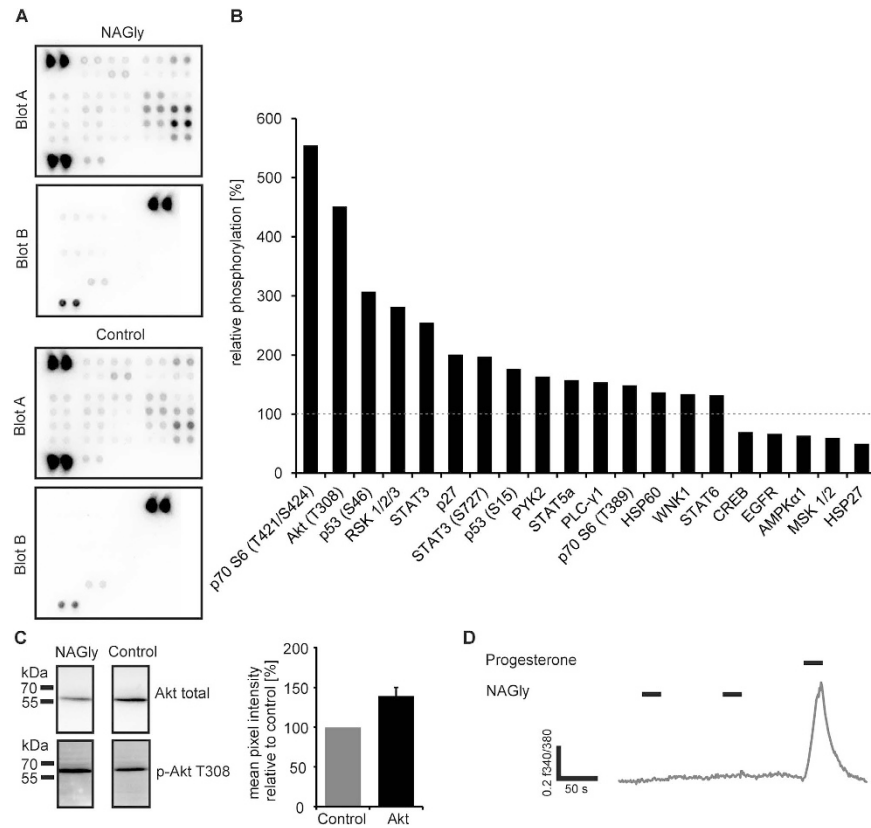 A
NAGly
Blot A
Blot B
Control
Blot A
Blot B
B
relative phosphorylation [%]
600
500
400
300
200
100
0
p70 S6 (T421/S424)
Akt (T308)
p53 (S46)
RSK 1/2/3
STAT3
p27
STAT3 (S727)
p53 (S15)
PYK2
STAT5a
PLC-γ1
p70 S6 (T389)
HSP60
WNK1
STAT6
CREB
EGFR
AMPKα1
MSK 1/2
HSP27
C
NAGly Control
kDa
70
55
Akt total
kDa
70
55
p-Akt T308
mean pixel intensity
relative to control [%]
200
150
100
50
0
Control Akt
D
Progesterone
NAGly
0.2 f340/380
50 s